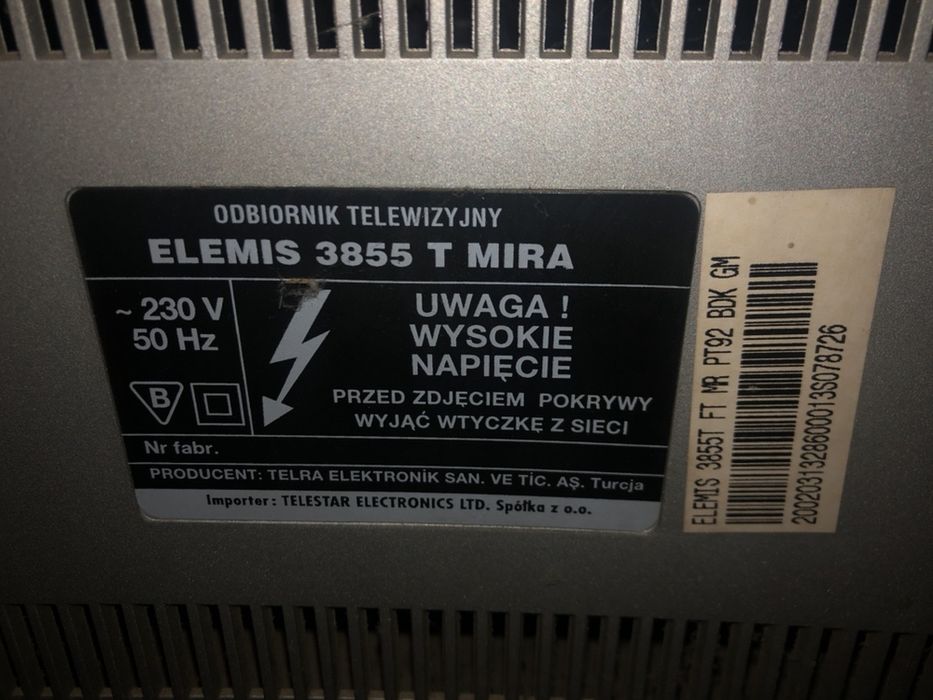 ODBIORNIK TELEWIZYJNY
ELEMIS 3855 T MIRA
~ 230 V
50 Hz
B
UWAGA !
WYSOKIE
NAPIĘCIE
PRZED ZDJĘCIEM POKRYWY
WYJĄĆ WTYCZKĘ Z SIECI
Nr fabr.
PRODUCENT: TELRA ELEKTRONİK SAN. VE TİC. AŞ. Turcja
Importer : TELESTAR ELECTRONICS LTD. Spółka z o.o.
ELEMIS 3855T FT MR PT92 BDK GM
2002031328600013S078726